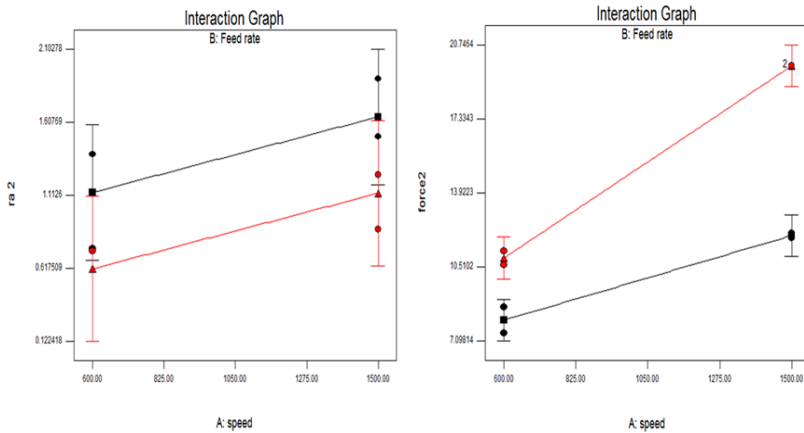 Interaction Graph
B: Feed rate
2.10278
1.60769
1.1126
0.617509
0.122418
ra 2
600.00
825.00
1050.00
1275.00
1500.00
A: speed
Interaction Graph
B: Feed rate
20.7454
17.3343
13.9223
10.5102
7.09814
force2
2
600.00
825.00
1050.00
1275.00
1500.00
A: speed